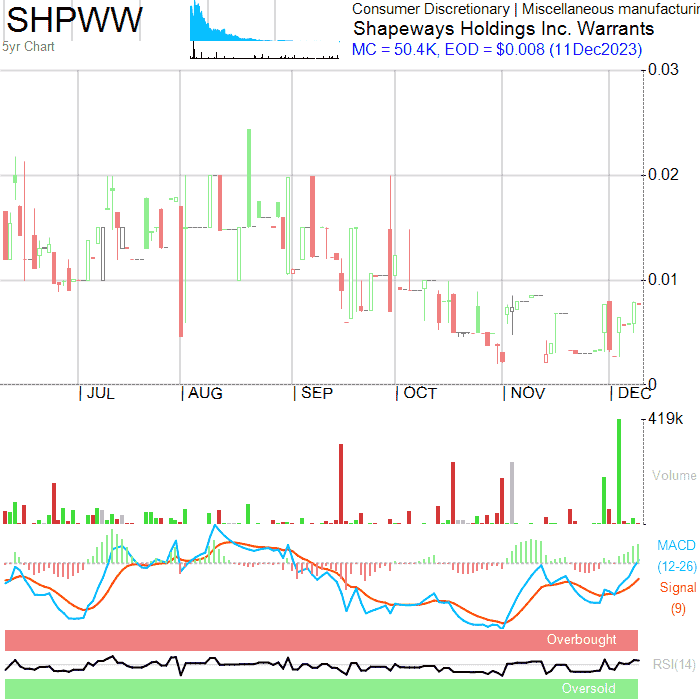 SHPWW
5yr Chart
Consumer Discretionary | Miscellaneous manufacturin
Shapeways Holdings Inc. Warrants
MC = 50.4K, EOD = $0.008 (11Dec2023)
0.03
0.02
0.01
0
JUL
AUG
SEP
OCT
NOV
DEC
419k
Volume
MACD
(12-26)
Signal
(9)
Overbought
RSI(14)
Oversold